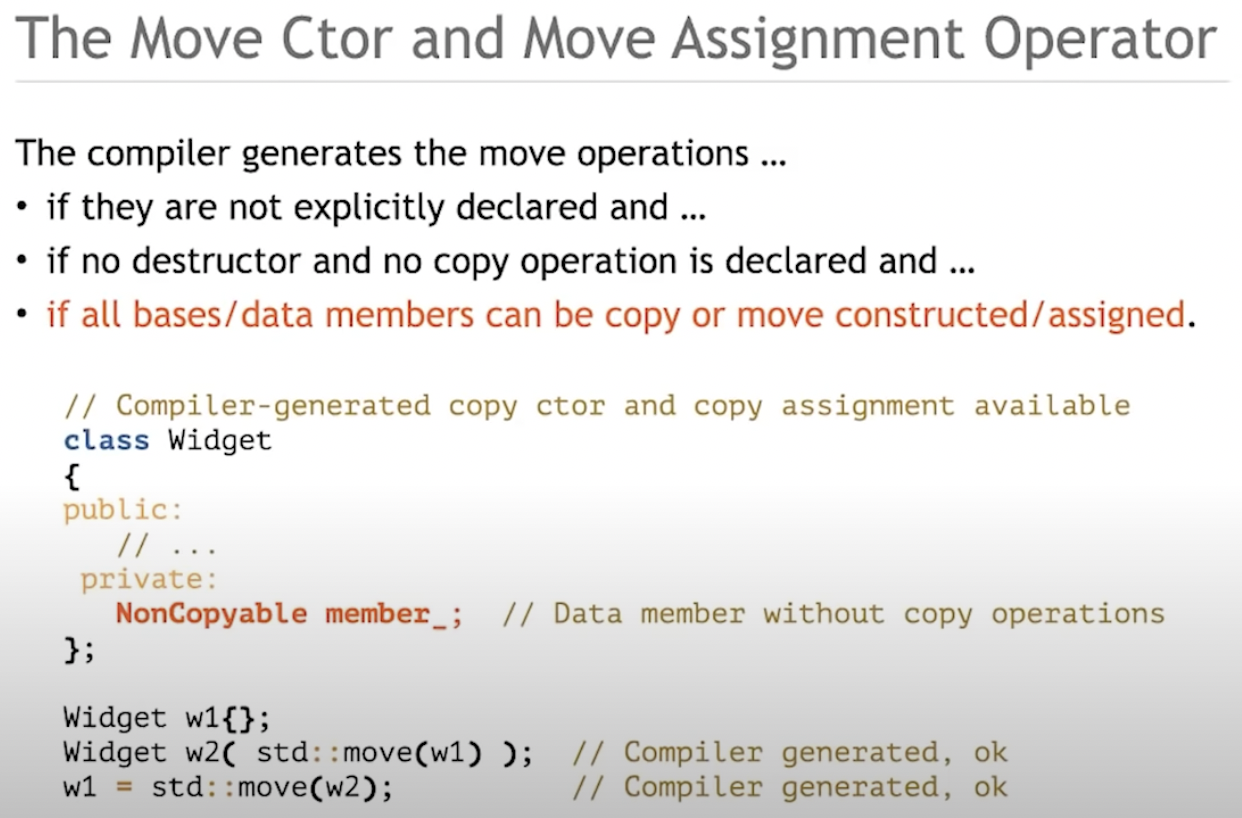 The Move Ctor and Move Assignment Operator
The compiler generates the move operations …
• if they are not explicitly declared and …
• if no destructor and no copy operation is declared and …
• if all bases/data members can be copy or move constructed/assigned.
// Compiler-generated copy ctor and copy assignment available
class Widget
{
public:
// ...
private:
NonCopyable member_; // Data member without copy operations
};
Widget w1{};
Widget w2( std::move(w1) ); // Compiler generated, ok
w1 = std::move(w2); // Compiler generated, ok